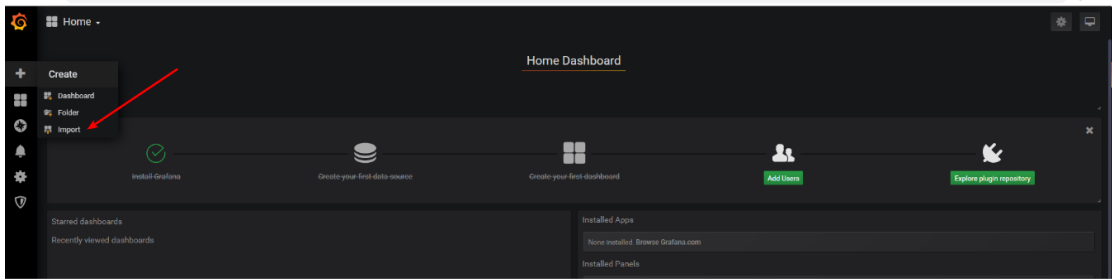 Home
Home Dashboard
Create
Dashboard
Folder
Import
Install Grafana
Create your first data source
Create your first dashboard
Add Users
Explore plugin repository
Starred dashboards
Recently viewed dashboards
Installed Apps
None installed. Browse Grafana.com
Installed Panels